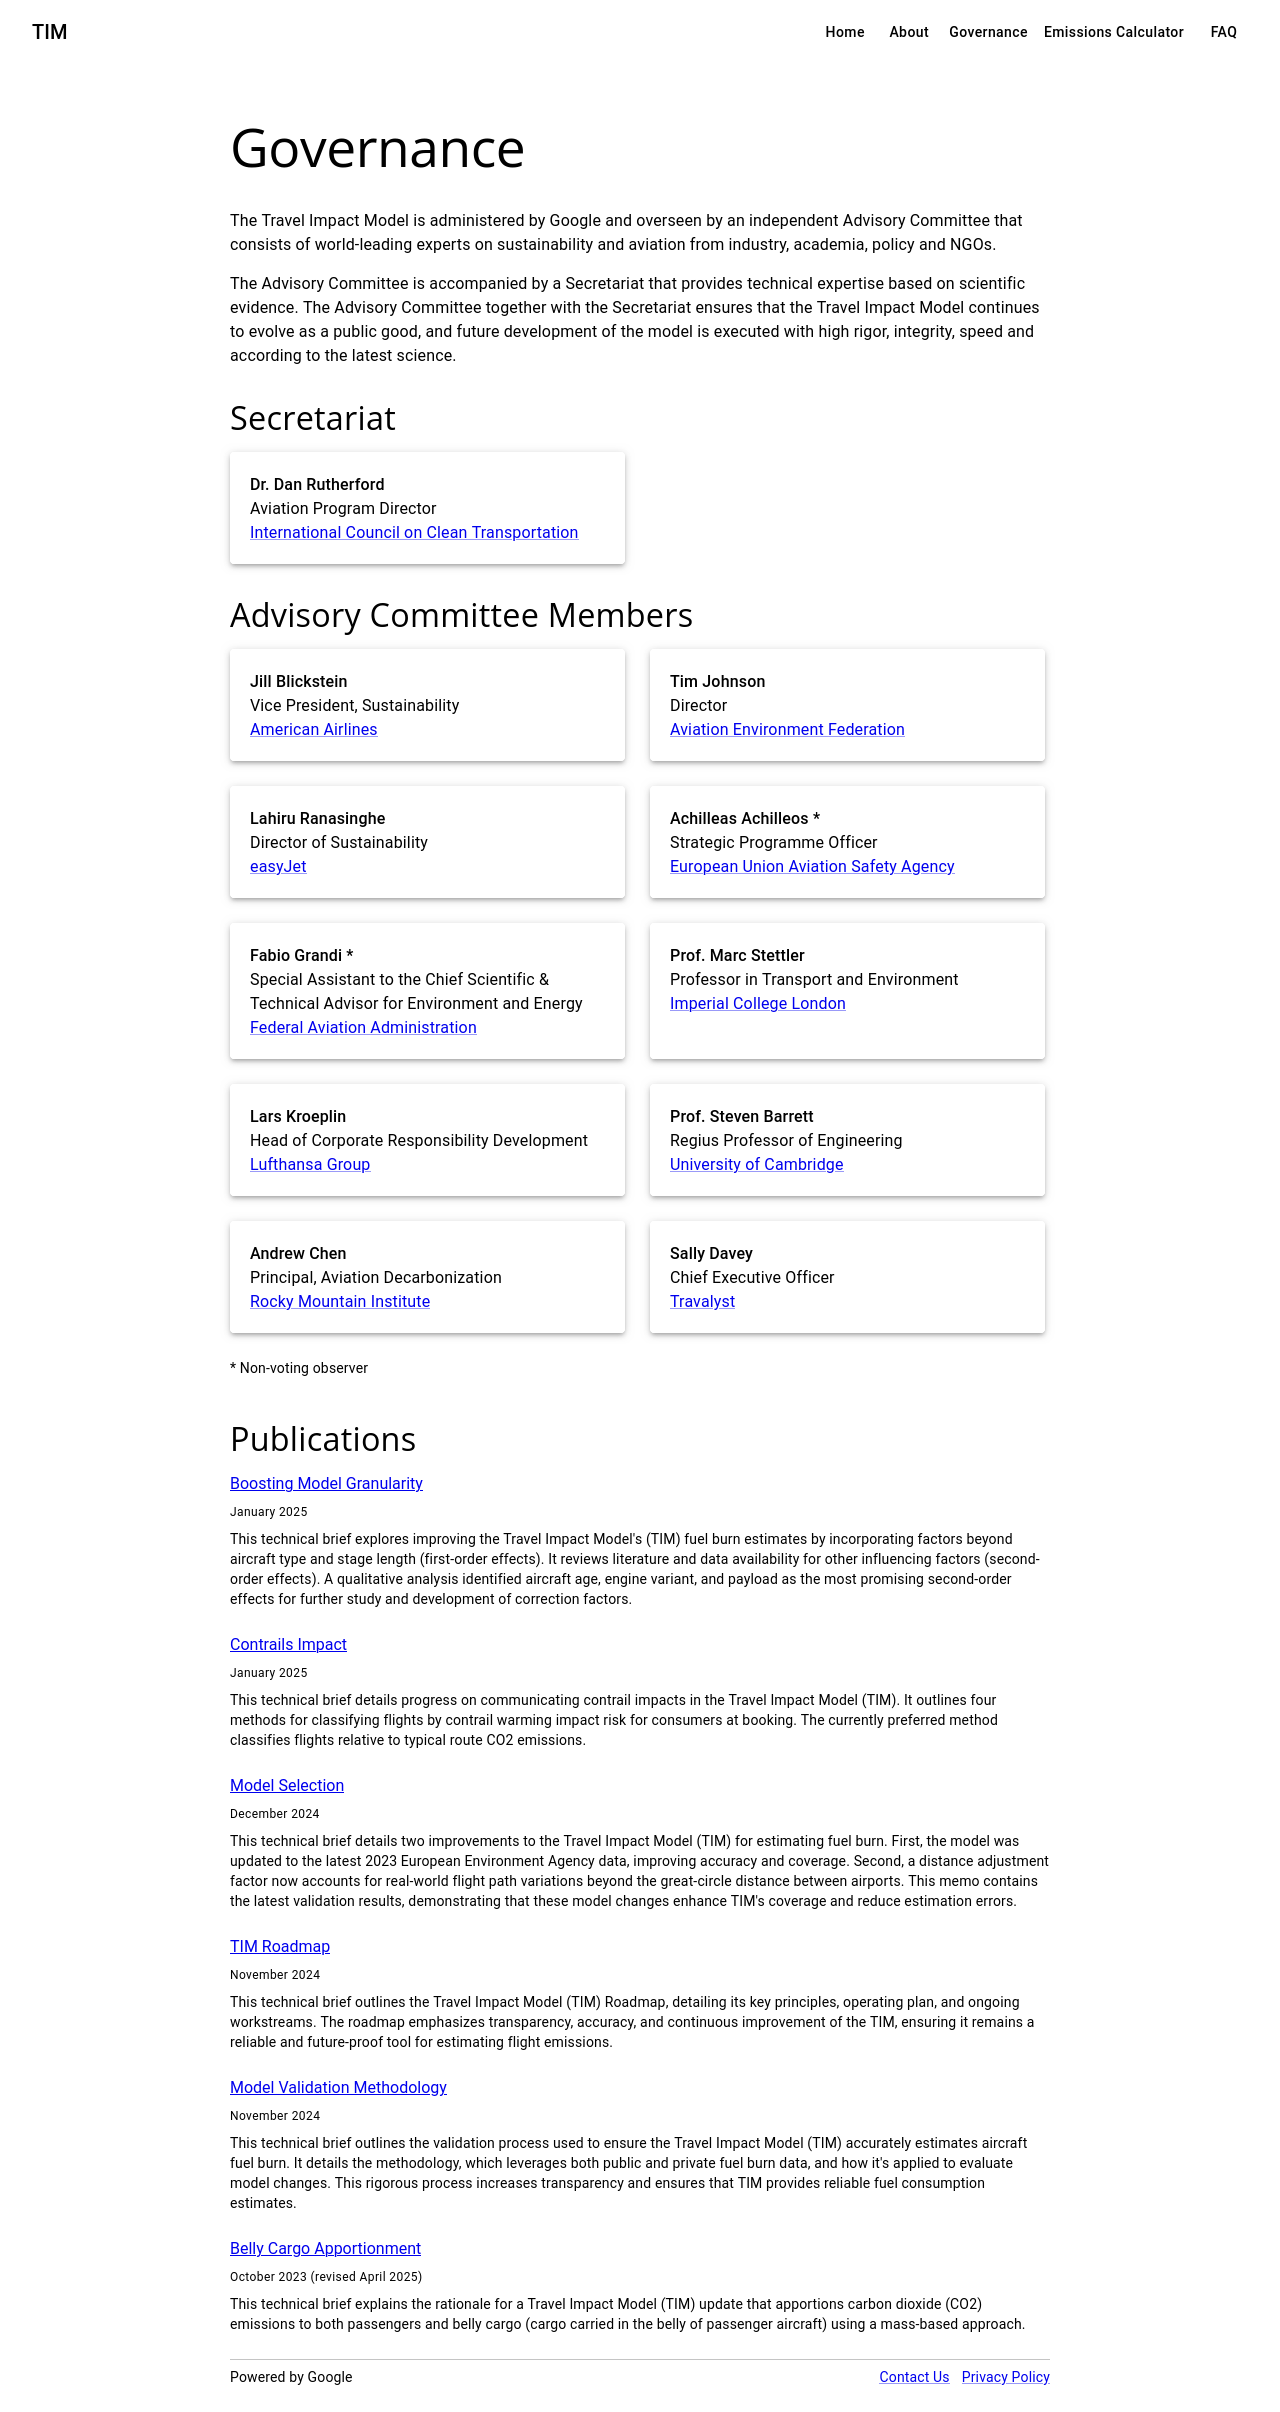 TIM
Home About Governance Emissions Calculator FAQ
Governance
The Travel Impact Model is administered by Google and overseen by an independent Advisory Committee that
consists of world-leading experts on sustainability and aviation from industry, academia, policy and NGOs.
The Advisory Committee is accompanied by a Secretariat that provides technical expertise based on scientific
evidence. The Advisory Committee together with the Secretariat ensures that the Travel Impact Model continues
to evolve as a public good, and future development of the model is executed with high rigor, integrity, speed and
according to the latest science.
Secretariat
Dr. Dan Rutherford
Aviation Program Director
International Council on Clean Transportation
Advisory Committee Members
Jill Blickstein
Vice President, Sustainability
American Airlines
Tim Johnson
Director
Aviation Environment Federation
Lahiru Ranasinghe
Director of Sustainability
easyJet
Achilleas Achilleos *
Strategic Programme Officer
European Union Aviation Safety Agency
Fabio Grandi *
Special Assistant to the Chief Scientific &
Technical Advisor for Environment and Energy
Federal Aviation Administration
Prof. Marc Stettler
Professor in Transport and Environment
Imperial College London
Lars Kroeplin
Head of Corporate Responsibility Development
Lufthansa Group
Prof. Steven Barrett
Regius Professor of Engineering
University of Cambridge
Andrew Chen
Principal, Aviation Decarbonization
Rocky Mountain Institute
Sally Davey
Chief Executive Officer
Travalyst
* Non-voting observer
Publications
Boosting Model Granularity
January 2025
This technical brief explores improving the Travel Impact Model's (TIM) fuel burn estimates by incorporating factors beyond
aircraft type and stage length (first-order effects). It reviews literature and data availability for other influencing factors (second-
order effects). A qualitative analysis identified aircraft age, engine variant, and payload as the most promising second-order
effects for further study and development of correction factors.
Contrails Impact
January 2025
This technical brief details progress on communicating contrail impacts in the Travel Impact Model (TIM). It outlines four
methods for classifying flights by contrail warming impact risk for consumers at booking. The currently preferred method
classifies flights relative to typical route CO2 emissions.
Model Selection
December 2024
This technical brief details two improvements to the Travel Impact Model (TIM) for estimating fuel burn. First, the model was
updated to the latest 2023 European Environment Agency data, improving accuracy and coverage. Second, a distance adjustment
factor now accounts for real-world flight path variations beyond the great-circle distance between airports. This memo contains
the latest validation results, demonstrating that these model changes enhance TIM's coverage and reduce estimation errors.
TIM Roadmap
November 2024
This technical brief outlines the Travel Impact Model (TIM) Roadmap, detailing its key principles, operating plan, and ongoing
workstreams. The roadmap emphasizes transparency, accuracy, and continuous improvement of the TIM, ensuring it remains a
reliable and future-proof tool for estimating flight emissions.
Model Validation Methodology
November 2024
This technical brief outlines the validation process used to ensure the Travel Impact Model (TIM) accurately estimates aircraft
fuel burn. It details the methodology, which leverages both public and private fuel burn data, and how it's applied to evaluate
model changes. This rigorous process increases transparency and ensures that TIM provides reliable fuel consumption
estimates.
Belly Cargo Apportionment
October 2023 (revised April 2025)
This technical brief explains the rationale for a Travel Impact Model (TIM) update that apportions carbon dioxide (CO2)
emissions to both passengers and belly cargo (cargo carried in the belly of passenger aircraft) using a mass-based approach.
Powered by Google
Contact Us Privacy Policy